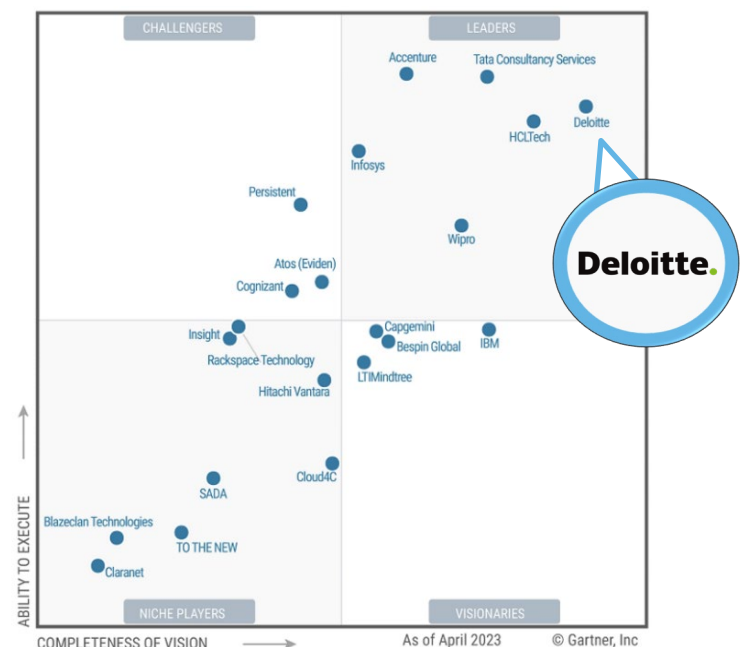 CHALLENGERS
LEADERS
Accenture
Tata Consultancy Services
Deloitte
HCLTech
Infosys
Persistent
Wipro
Deloitte.
Atos (Eviden)
Cognizant
Insight
Rackspace Technology
Hitachi Vantara
Capgemini
Bespin Global
IBM
LTIMindtree
Cloud4C
SADA
Blazeclan Technologies
TO THE NEW
Claranet
NICHE PLAYERS
VISIONARIES
ABILITY TO EXECUTE
COMPLETENESS OF VISION
As of April 2023
© Gartner, Inc